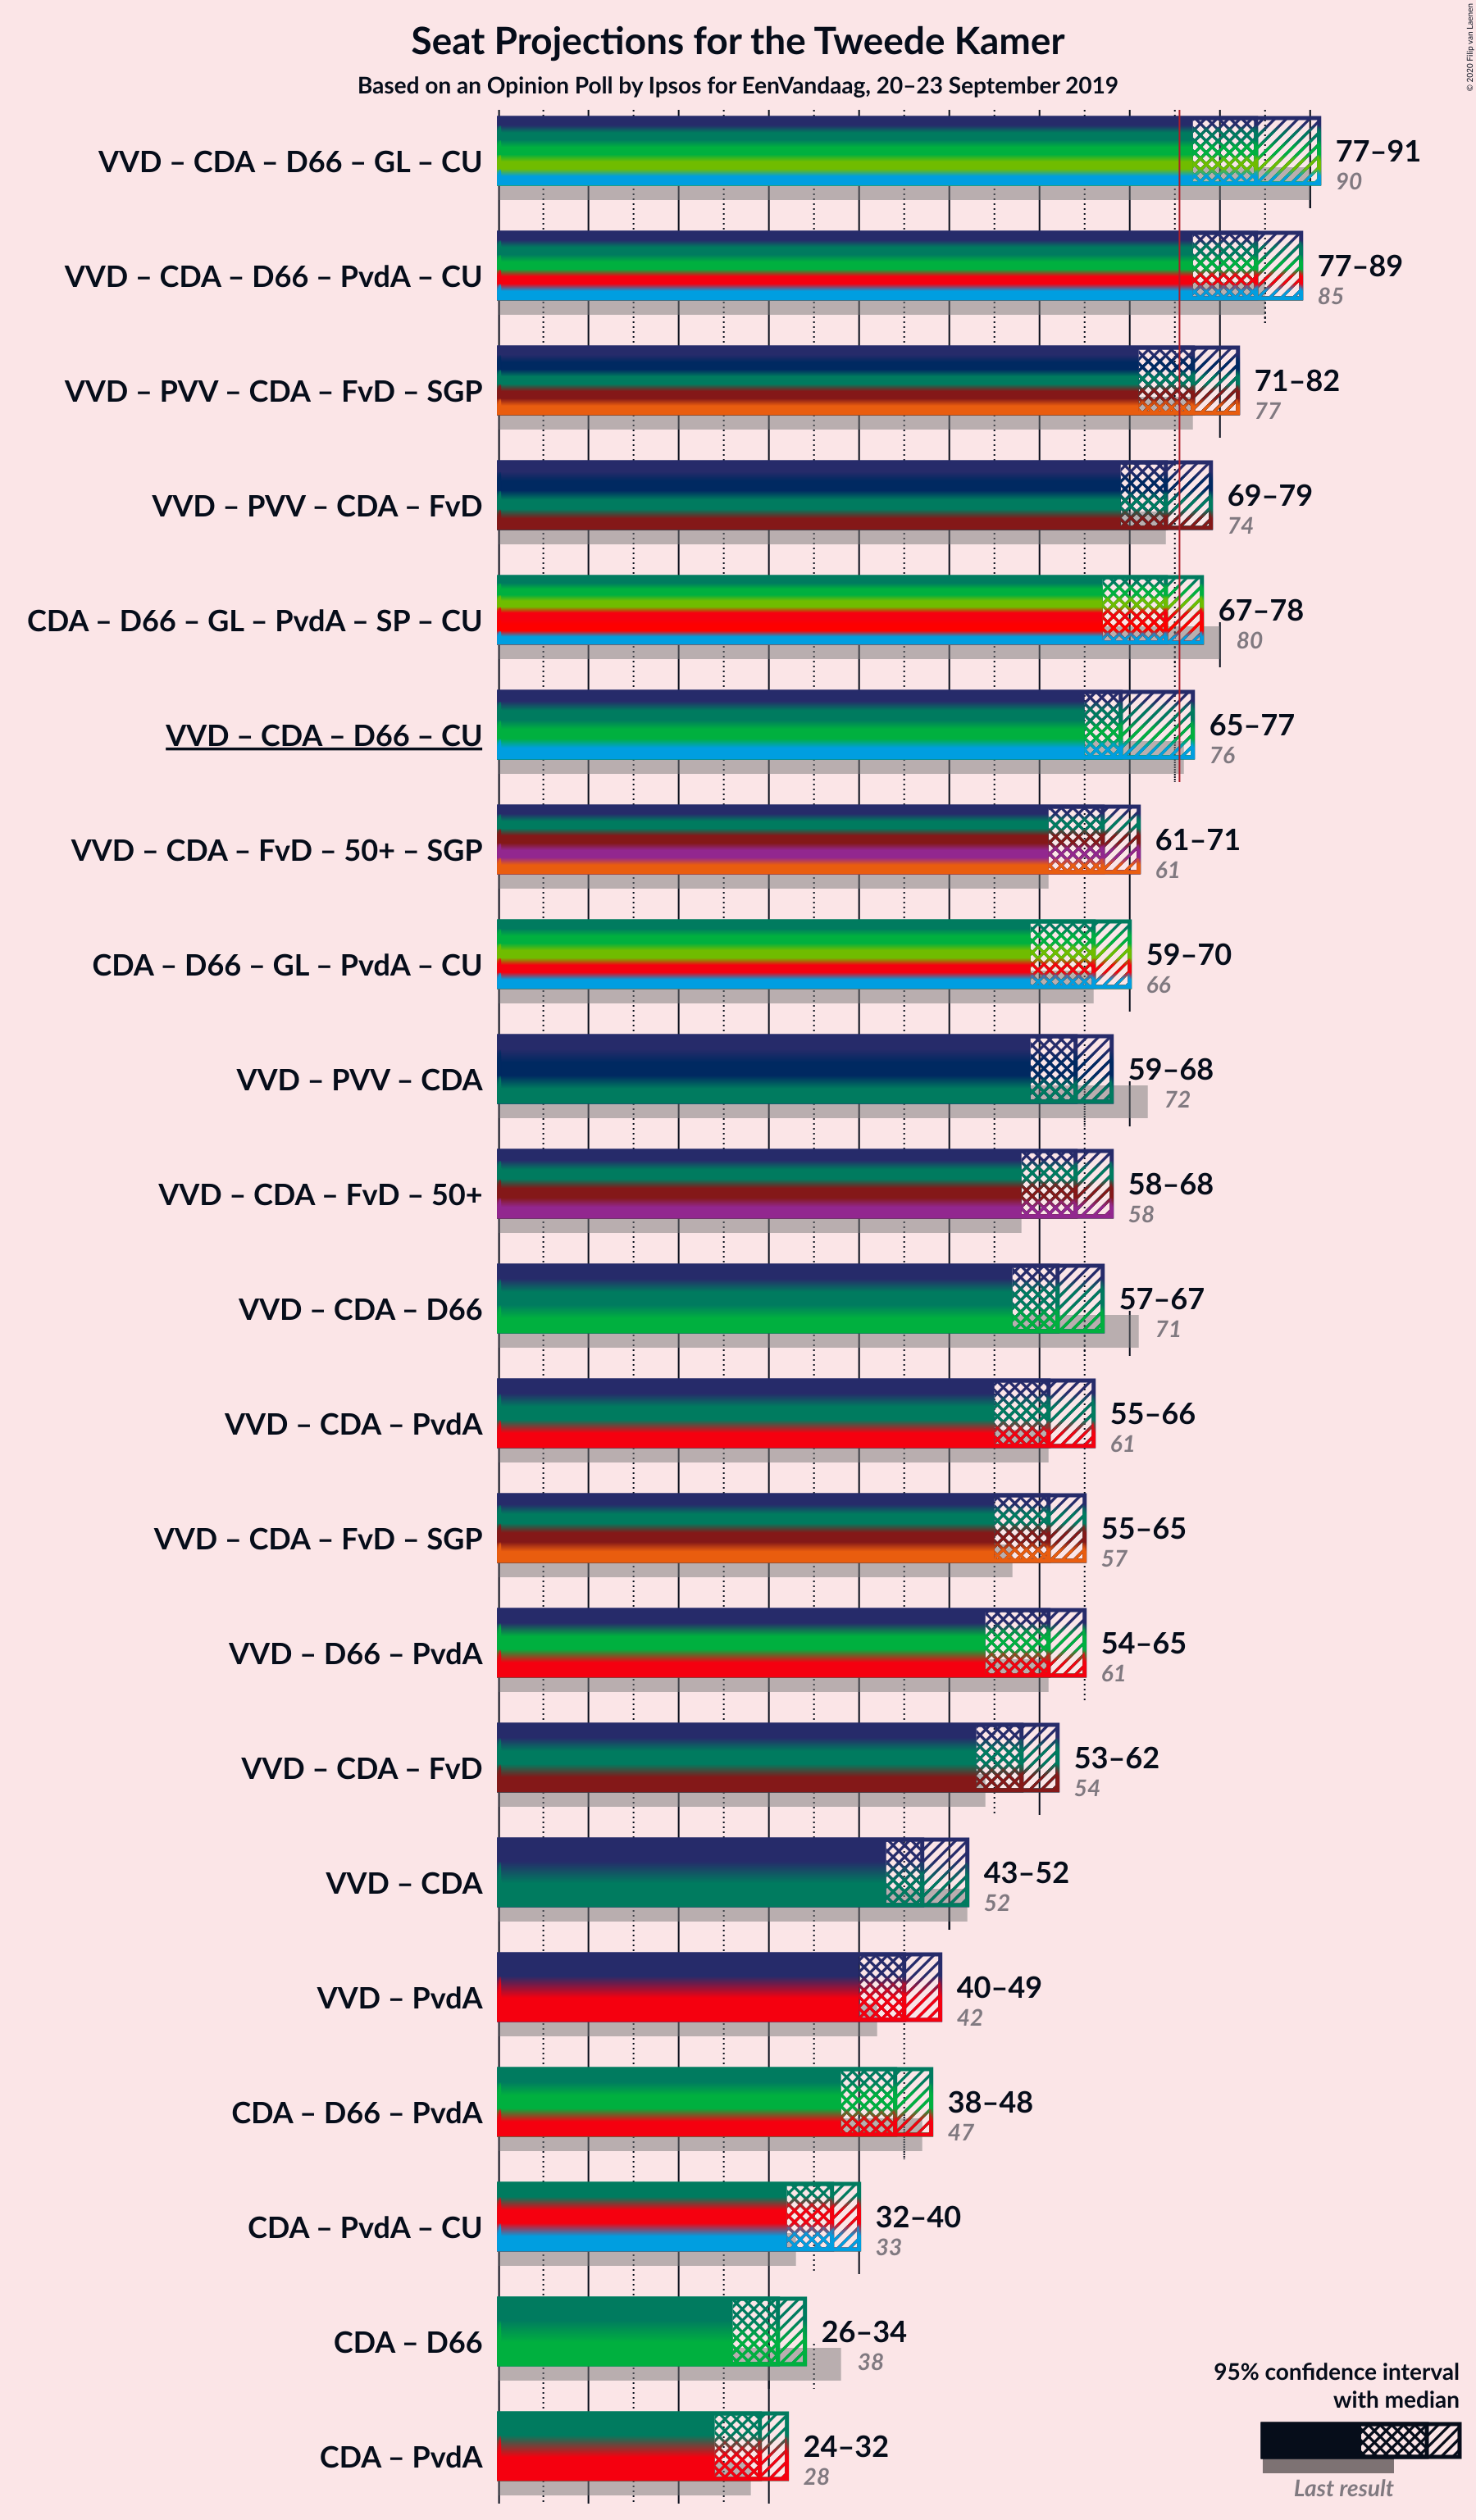 © 2020 Filip van Laenen
Seat Projections for the Tweede Kamer
Based on an Opinion Poll by Ipsos for EenVandaag, 20–23 September 2019
VVD – CDA – D66 – GL – CU
77–91
90
VVD – CDA – D66 – PvdA – CU
77–89
85
VVD – PVV – CDA – FvD – SGP
71–82
77
VVD – PVV – CDA – FvD
69–79
74
CDA – D66 – GL – PvdA – SP – CU
67–78
80
VVD – CDA – D66 – CU
65–77
76
VVD – CDA – FvD – 50+ – SGP
61–71
61
CDA – D66 – GL – PvdA – CU
59–70
66
VVD – PVV – CDA
59–68
72
VVD – CDA – FvD – 50+
58–68
58
VVD – CDA – D66
57–67
71
VVD – CDA – PvdA
55–66
61
VVD – CDA – FvD – SGP
55–65
57
VVD – D66 – PvdA
54–65
61
VVD – CDA – FvD
53–62
54
VVD – CDA
43–52
52
VVD – PvdA
40–49
42
CDA – D66 – PvdA
38–48
47
CDA – PvdA – CU
32–40
33
CDA – D66
26–34
38
CDA – PvdA
24–32
28
95% confidence interval
with median
Last result